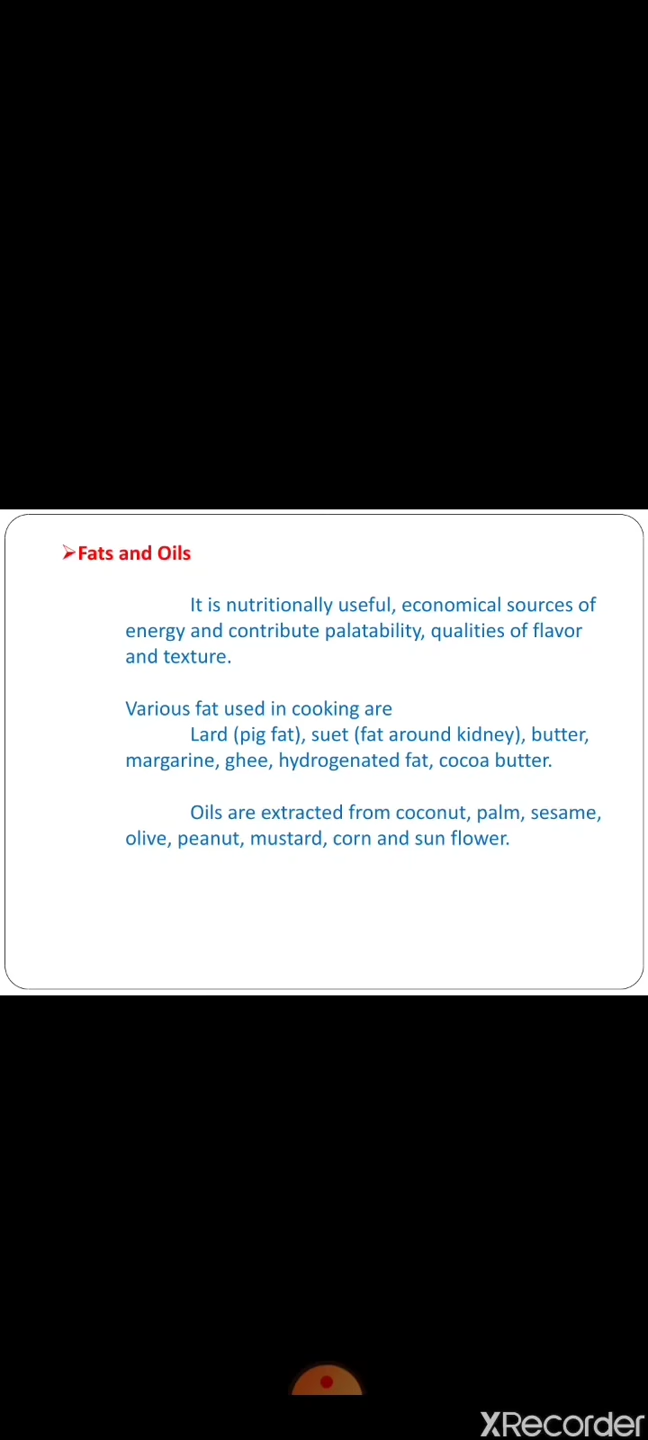 ➢Fats and Oils
It is nutritionally useful, economical sources of
energy and contribute palatability, qualities of flavor
and texture.
Various fat used in cooking are
Lard (pig fat), suet (fat around kidney), butter,
margarine, ghee, hydrogenated fat, cocoa butter.
Oils are extracted from coconut, palm, sesame,
olive, peanut, mustard, corn and sun flower.
XRecorder